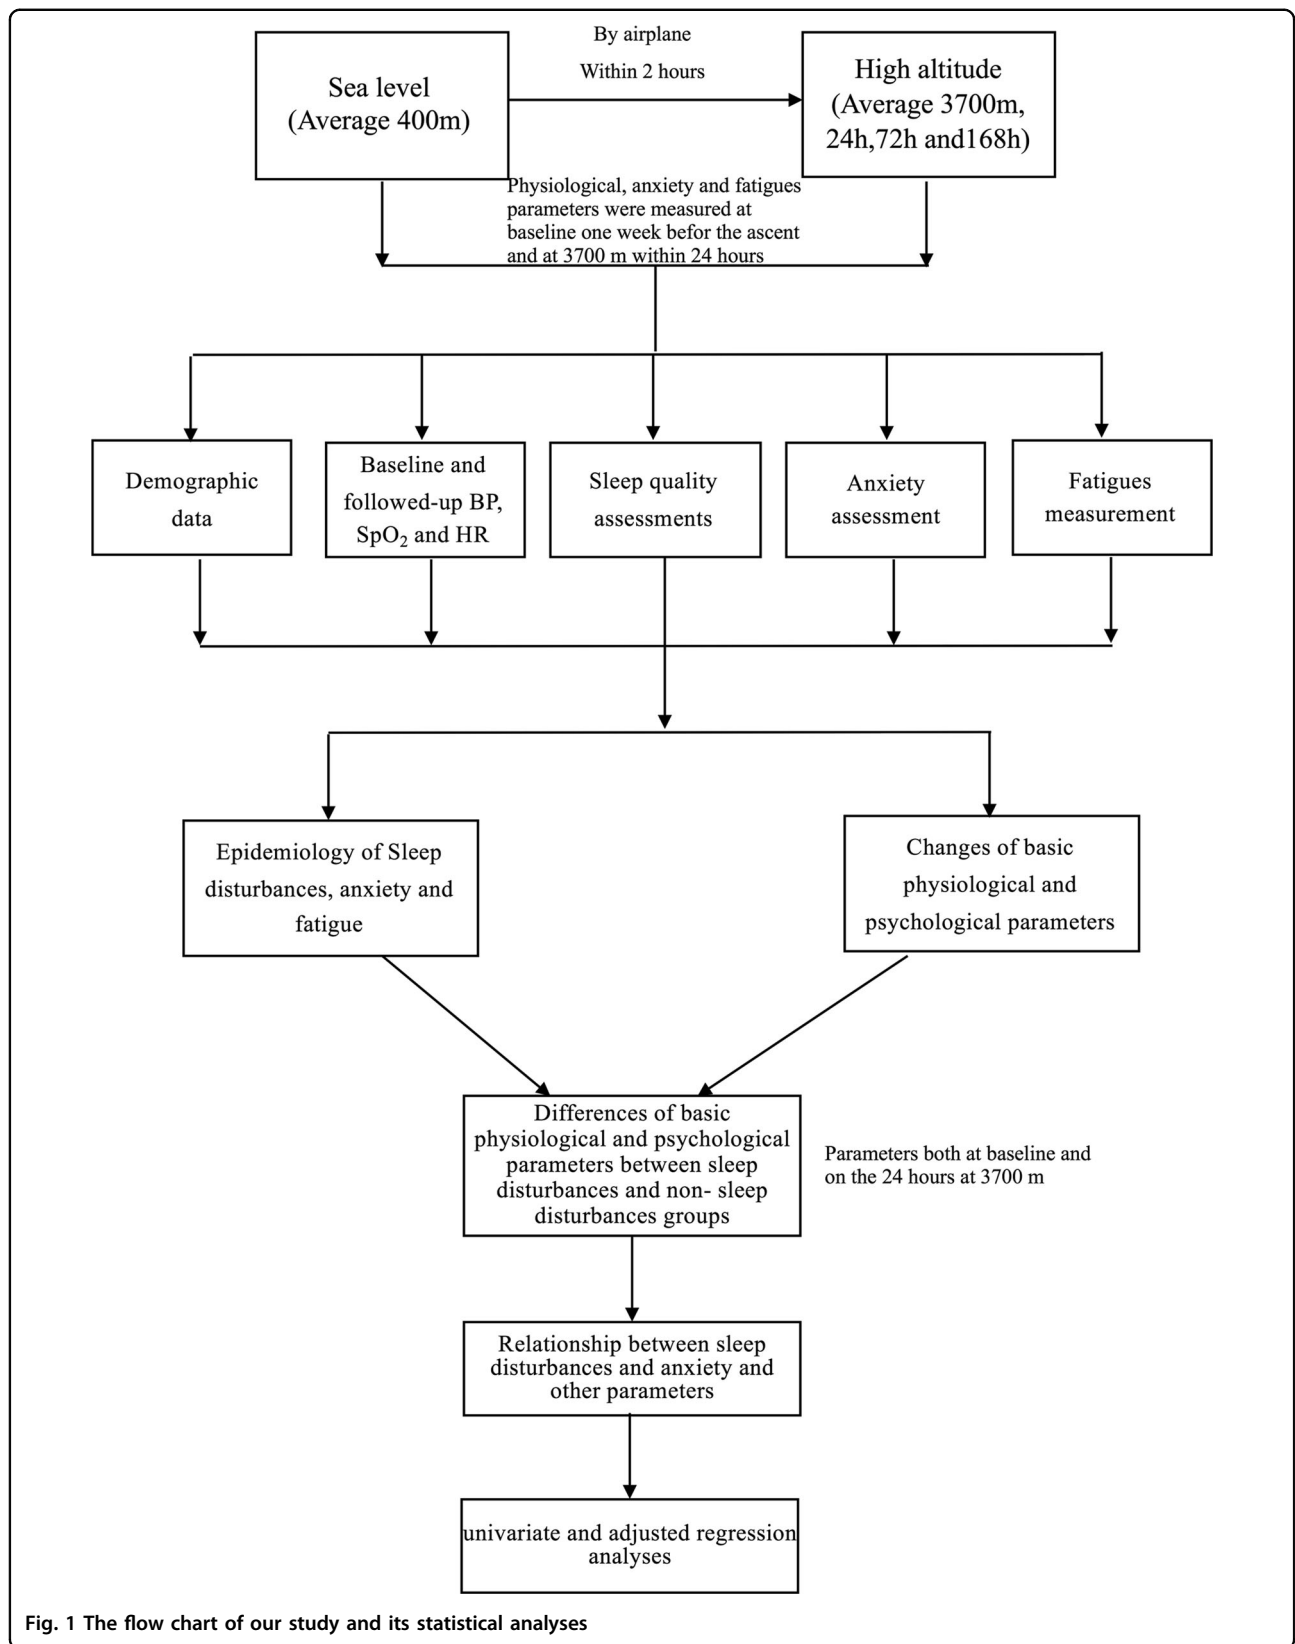 Sea level
(Average 400m)
By airplane
Within 2 hours
High altitude
(Average 3700m,
24h,72h and168h)
Physiological, anxiety and fatigues
parameters were measured at
baseline one week befor the ascent
and at 3700 m within 24 hours
Demographic
data
Baseline and
followed-up BP,
SpO₂ and HR
Sleep quality
assessments
Anxiety
assessment
Fatigues
measurement
Epidemiology of Sleep
disturbances, anxiety and
fatigue
Changes of basic
physiological and
psychological parameters
Differences of basic
physiological and psychological
parameters between sleep
disturbances and non- sleep
disturbances groups
Parameters both at baseline and
on the 24 hours at 3700 m
Relationship between sleep
disturbances and anxiety and
other parameters
univariate and adjusted regression
analyses
Fig. 1 The flow chart of our study and its statistical analyses